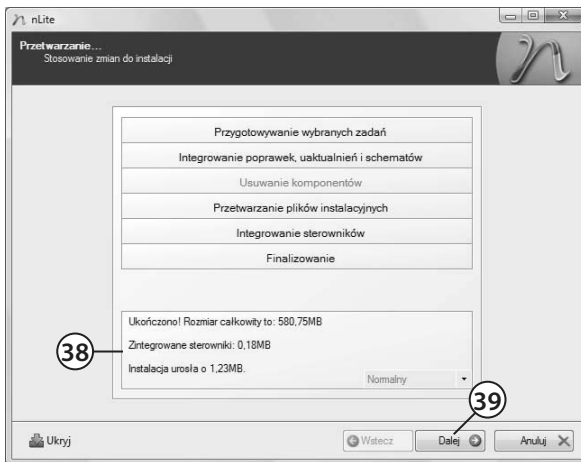 nLite
Przetwarzanie...
Stosowanie zmian do instalacji
Przygotowywanie wybranych zadań
Integrowanie poprawek, uaktualnień i schematów
Usuwanie komponentów
Przetwarzanie plików instalacyjnych
Integrowanie sterowników
Finalizowanie
Ukończono! Rozmiar całkowity to: 580,75MB
38
Zintegrowane sterowniki: 0,18MB
Instalacja urosła o 1,23MB.
Normalny
39
Ukryj
Wstecz
Dalej
Anuluj